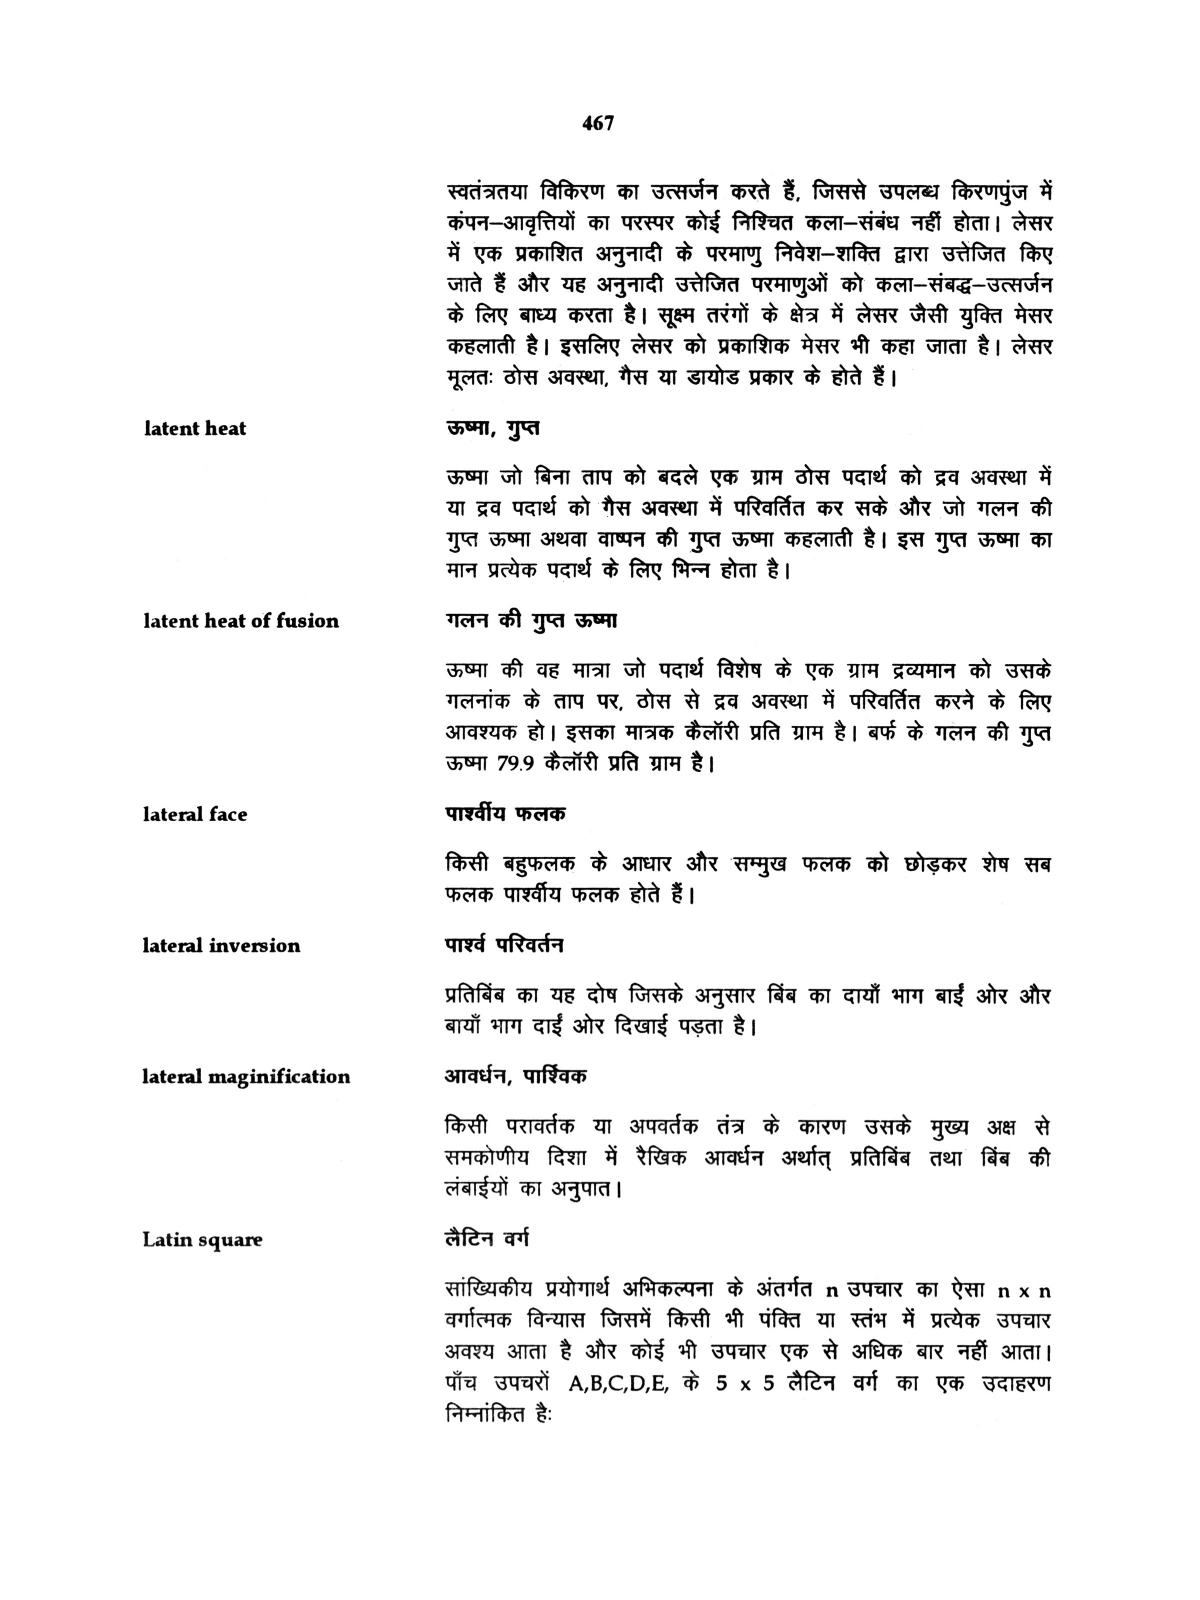 467
स्वतंत्रतया विकिरण का उत्सर्जन करते हैं, जिससे उपलब्ध किरणपुंज में
कंपन–आवृत्तियों का परस्पर कोई निश्चित कला–संबंध नहीं होता। लेसर
में एक प्रकाशित अनुनादी के परमाणु निवेश–शक्ति द्वारा उत्तेजित किए
जाते हैं और यह अनुनादी उत्तेजित परमाणुओं को कला–संबद्ध–उत्सर्जन
के लिए बाध्य करता है। सूक्ष्म तरंगों के क्षेत्र में लेसर जैसी युक्ति मेसर
कहलाती है। इसलिए लेसर को प्रकाशिक मेसर भी कहा जाता है। लेसर
मूलतः ठोस अवस्था, गैस या डायोड प्रकार के होते हैं।
latent heat ऊष्मा, गुप्त
ऊष्मा जो बिना ताप को बदले एक ग्राम ठोस पदार्थ को द्रव अवस्था में
या द्रव पदार्थ को गैस अवस्था में परिवर्तित कर सके और जो गलन की
गुप्त ऊष्मा अथवा वाष्पन की गुप्त ऊष्मा कहलाती है। इस गुप्त ऊष्मा का
मान प्रत्येक पदार्थ के लिए भिन्न होता है।
latent heat of fusion गलन की गुप्त ऊष्मा
ऊष्मा की वह मात्रा जो पदार्थ विशेष के एक ग्राम द्रव्यमान को उसके
गलनांक के ताप पर, ठोस से द्रव अवस्था में परिवर्तित करने के लिए
आवश्यक हो। इसका मात्रक कैलॉरी प्रति ग्राम है। बर्फ के गलन की गुप्त
ऊष्मा 79.9 कैलॉरी प्रति ग्राम है।
lateral face पार्श्वीय फलक
किसी बहुफलक के आधार और सम्मुख फलक को छोड़कर शेष सब
फलक पार्श्वीय फलक होते हैं।
lateral inversion पार्श्व परिवर्तन
प्रतिबिंब का यह दोष जिसके अनुसार बिंब का दायाँ भाग बाईं ओर और
बायाँ भाग दाईं ओर दिखाई पड़ता है।
lateral maginification आवर्धन, पार्श्विक
किसी परावर्तक या अपवर्तक तंत्र के कारण उसके मुख्य अक्ष से
समकोणीय दिशा में रैखिक आवर्धन अर्थात् प्रतिबिंब तथा बिंब की
लंबाईयों का अनुपात।
Latin square लैटिन वर्ग
सांख्यिकीय प्रयोगार्थ अभिकल्पना के अंतर्गत n उपचार का ऐसा n x n
वर्गात्मक विन्यास जिसमें किसी भी पंक्ति या स्तंभ में प्रत्येक उपचार
अवश्य आता है और कोई भी उपचार एक से अधिक बार नहीं आता।
पाँच उपचरों A,B,C,D,E, के 5 x 5 लैटिन वर्ग का एक उदाहरण
निम्नांकित हैः